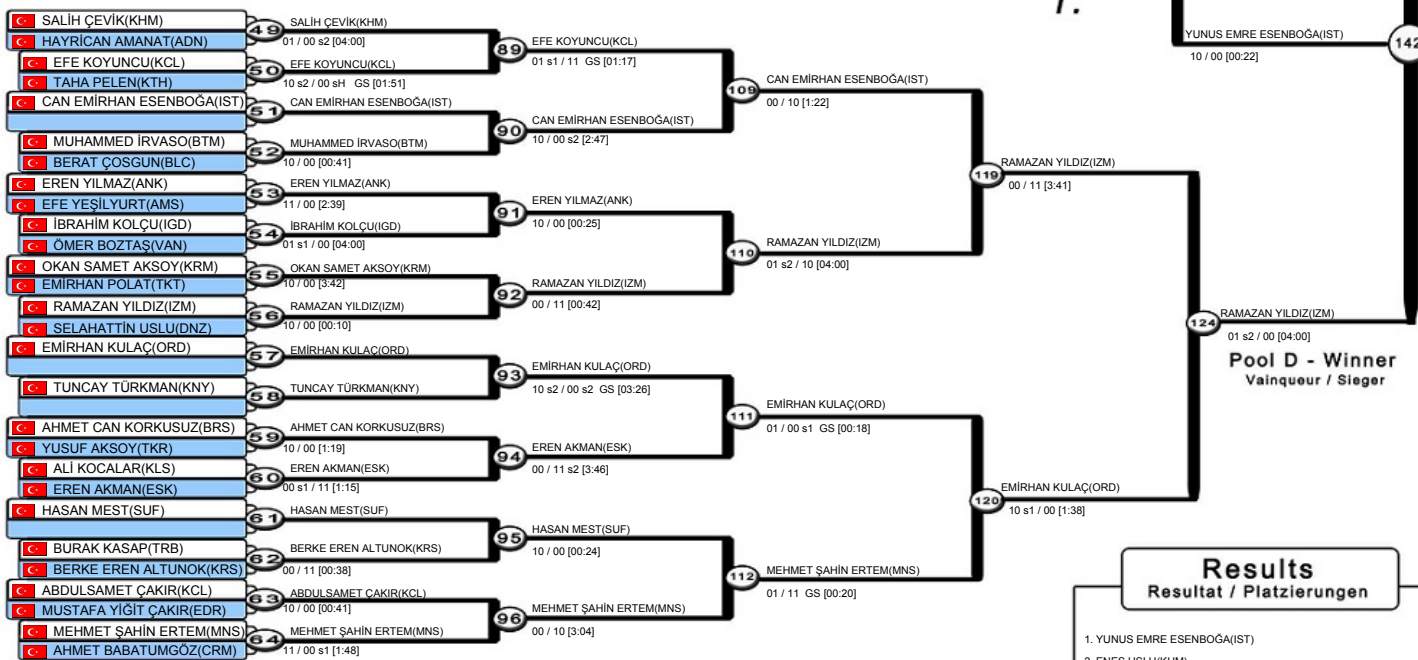 SALİH ÇEVİK(KHM)
HAYRİCAN AMANAT(ADN)
EFE KOYUNCU(KCL)
TAHA PELEN(KTH)
CAN EMİRHAN ESENBOĞA(IST)
MUHAMMED İRVASO(BTM)
BERAT ÇOSGUN(BLC)
EREN YILMAZ(ANK)
EFE YEŞİLYURT(AMS)
İBRAHİM KOLÇU(IGD)
ÖMER BOZTAŞ(VAN)
OKAN SAMET AKSOY(KRM)
EMİRHAN POLAT(TKT)
RAMAZAN YILDIZ(IZM)
SELAHATTİN USLU(DNZ)
EMİRHAN KULAÇ(ORD)
TUNCAY TÜRKMAN(KNY)
AHMET CAN KORKUSUZ(BRS)
YUSUF AKSOY(TKR)
ALİ KOCALAR(KLS)
EREN AKMAN(ESK)
HASAN MEST(SUF)
BURAK KASAP(TRB)
BERKE EREN ALTUNOK(KRS)
ABDULSAMET ÇAKIR(KCL)
MUSTAFA YİĞİT ÇAKIR(EDR)
MEHMET ŞAHİN ERTEM(MNS)
AHMET BABATUMGÖZ(CRM)
49
SALİH ÇEVİK(KHM)
01 / 00 s2 [04:00]
50
EFE KOYUNCU(KCL)
10 s2 / 00 sH GS [01:51]
51
CAN EMİRHAN ESENBOĞA(IST)
52
MUHAMMED İRVASO(BTM)
10 / 00 [00:41]
53
EREN YILMAZ(ANK)
11 / 00 [2:39]
54
İBRAHİM KOLÇU(IGD)
01 s1 / 00 [04:00]
55
OKAN SAMET AKSOY(KRM)
10 / 00 [3:42]
56
RAMAZAN YILDIZ(IZM)
10 / 00 [00:10]
57
EMİRHAN KULAÇ(ORD)
58
TUNCAY TÜRKMAN(KNY)
59
AHMET CAN KORKUSUZ(BRS)
10 / 00 [1:19]
60
EREN AKMAN(ESK)
00 s1 / 11 [1:15]
61
HASAN MEST(SUF)
62
BERKE EREN ALTUNOK(KRS)
00 / 11 [00:38]
63
ABDULSAMET ÇAKIR(KCL)
10 / 00 [00:41]
64
MEHMET ŞAHİN ERTEM(MNS)
11 / 00 s1 [1:48]
89
EFE KOYUNCU(KCL)
01 s1 / 11 GS [01:17]
90
CAN EMİRHAN ESENBOĞA(IST)
10 / 00 s2 [2:47]
91
EREN YILMAZ(ANK)
10 / 00 [00:25]
92
RAMAZAN YILDIZ(IZM)
00 / 11 [00:42]
93
EMİRHAN KULAÇ(ORD)
10 s2 / 00 s2 GS [03:26]
94
EREN AKMAN(ESK)
00 / 11 s2 [3:46]
95
HASAN MEST(SUF)
10 / 00 [00:24]
96
MEHMET ŞAHİN ERTEM(MNS)
00 / 10 [3:04]
109
CAN EMİRHAN ESENBOĞA(IST)
00 / 10 [1:22]
110
RAMAZAN YILDIZ(IZM)
01 s2 / 10 [04:00]
111
EMİRHAN KULAÇ(ORD)
01 / 00 s1 GS [00:18]
112
MEHMET ŞAHİN ERTEM(MNS)
01 / 11 GS [00:20]
119
RAMAZAN YILDIZ(IZM)
00 / 11 [3:41]
120
EMİRHAN KULAÇ(ORD)
10 s1 / 00 [1:38]
124
RAMAZAN YILDIZ(IZM)
01 s2 / 00 [04:00]
Pool D - Winner
Vainqueur / Sieger
YUNUS EMRE ESENBOĞA(IST)
10 / 00 [00:22]
142
Results
Resultat / Platzierungen
1. YUNUS EMRE ESENBOĞA(IST)
2. ENES USLU(KHM)